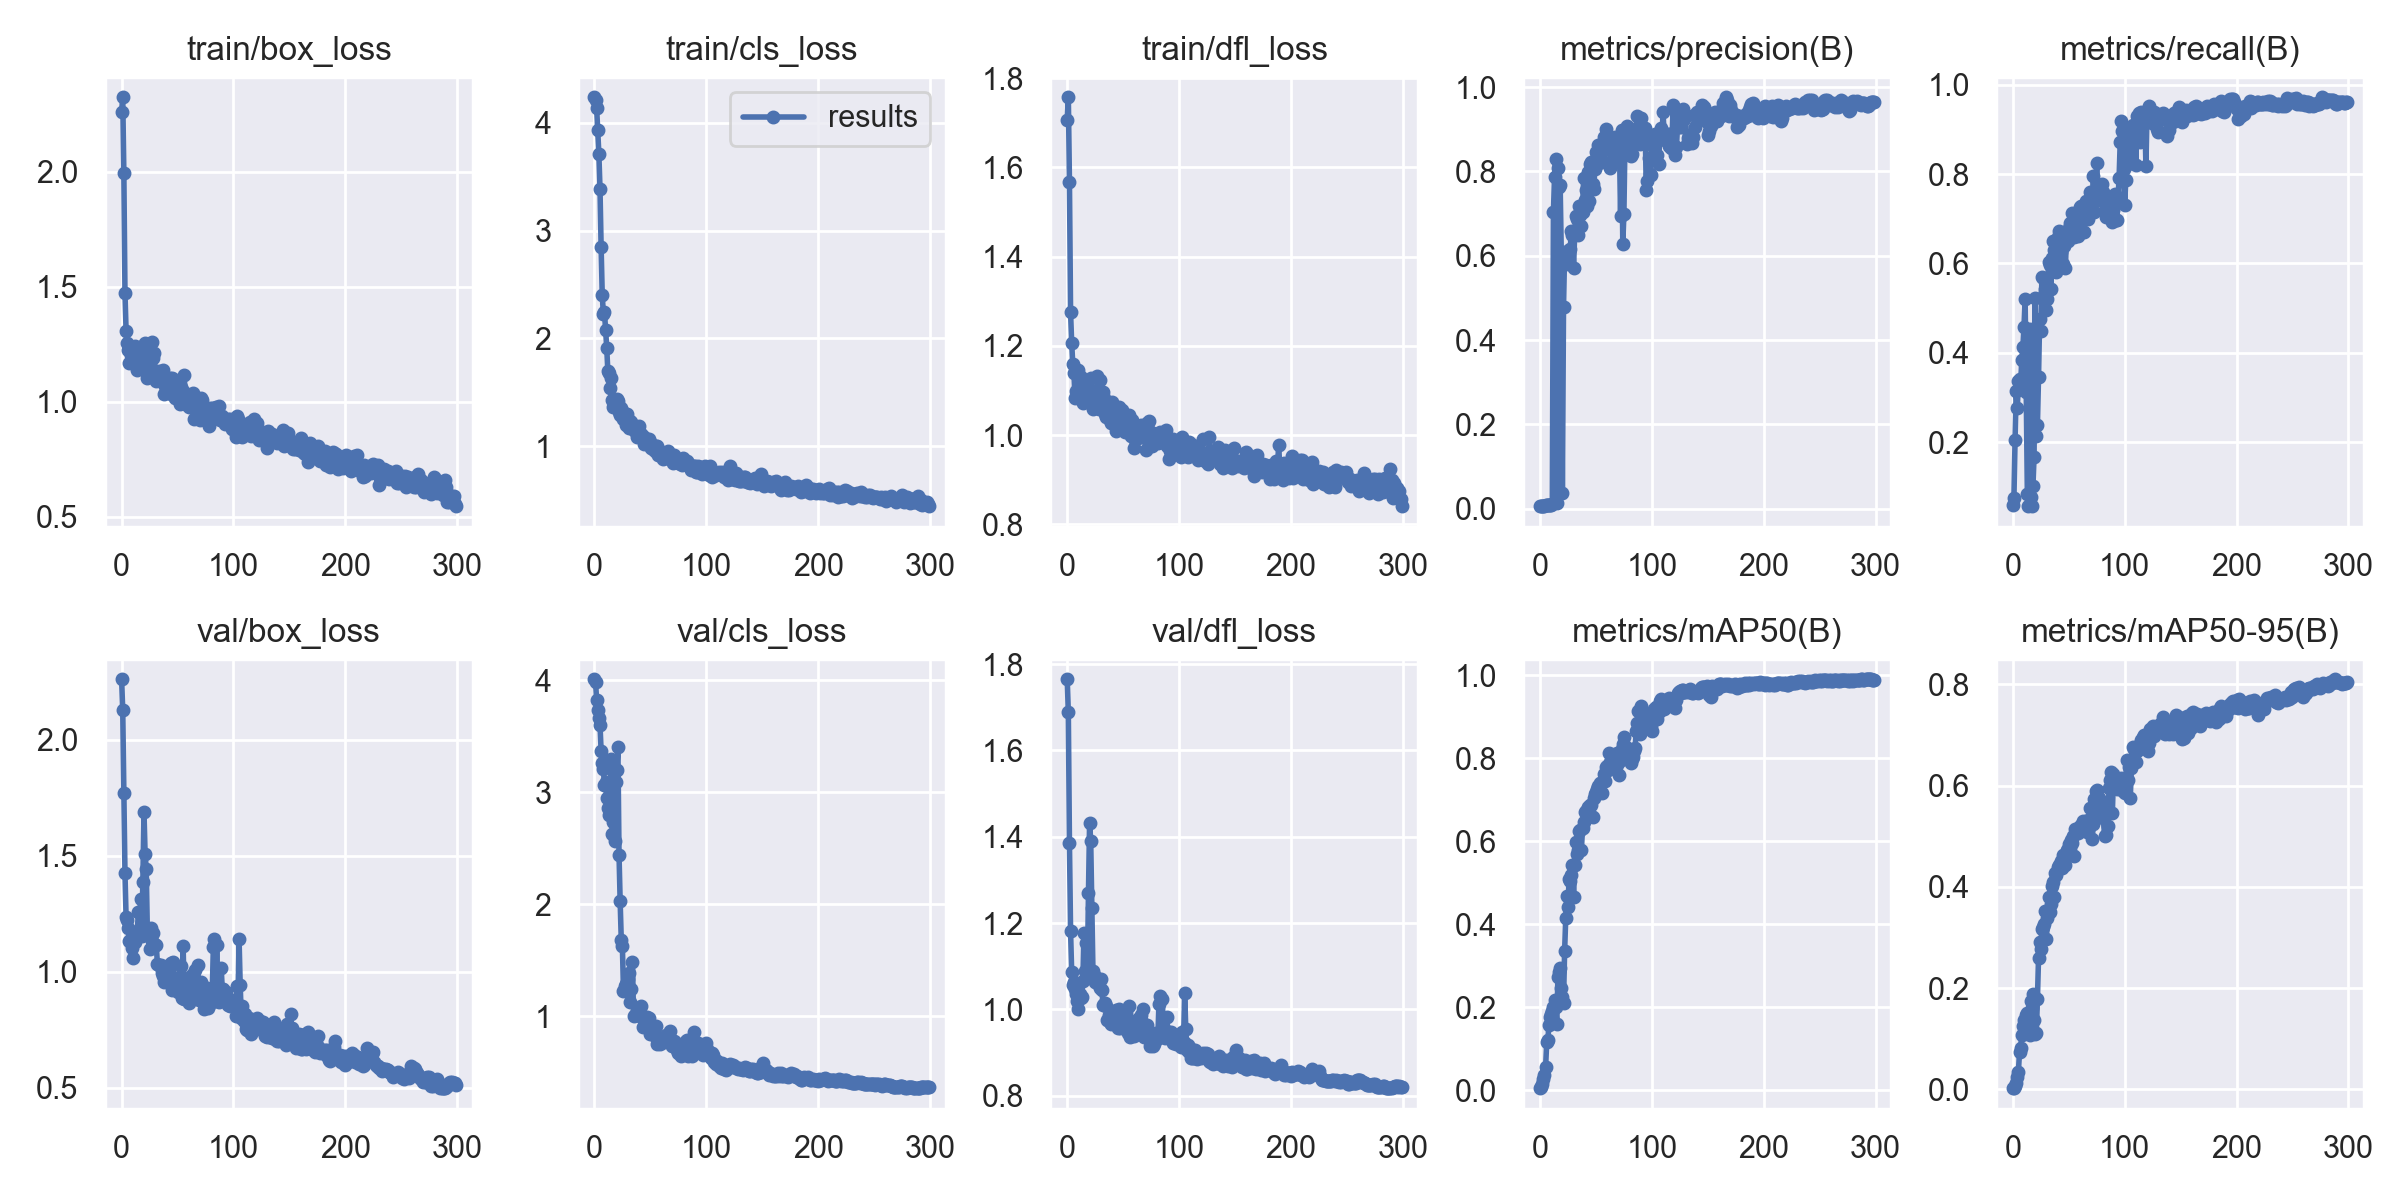 train/box_loss
2.0
1.5
1.0
0.5
0 100 200 300
train/cls_loss
results
4
3
2
1
0 100 200 300
train/dfl_loss
1.8
1.6
1.4
1.2
1.0
0.8
0 100 200 300
metrics/precision(B)
1.0
0.8
0.6
0.4
0.2
0.0
0 100 200 300
metrics/recall(B)
1.0
0.8
0.6
0.4
0.2
0 100 200 300
val/box_loss
2.0
1.5
1.0
0.5
0 100 200 300
val/cls_loss
4
3
2
1
0 100 200 300
val/dfl_loss
1.8
1.6
1.4
1.2
1.0
0.8
0 100 200 300
metrics/mAP50(B)
1.0
0.8
0.6
0.4
0.2
0.0
0 100 200 300
metrics/mAP50-95(B)
0.8
0.6
0.4
0.2
0.0
0 100 200 300